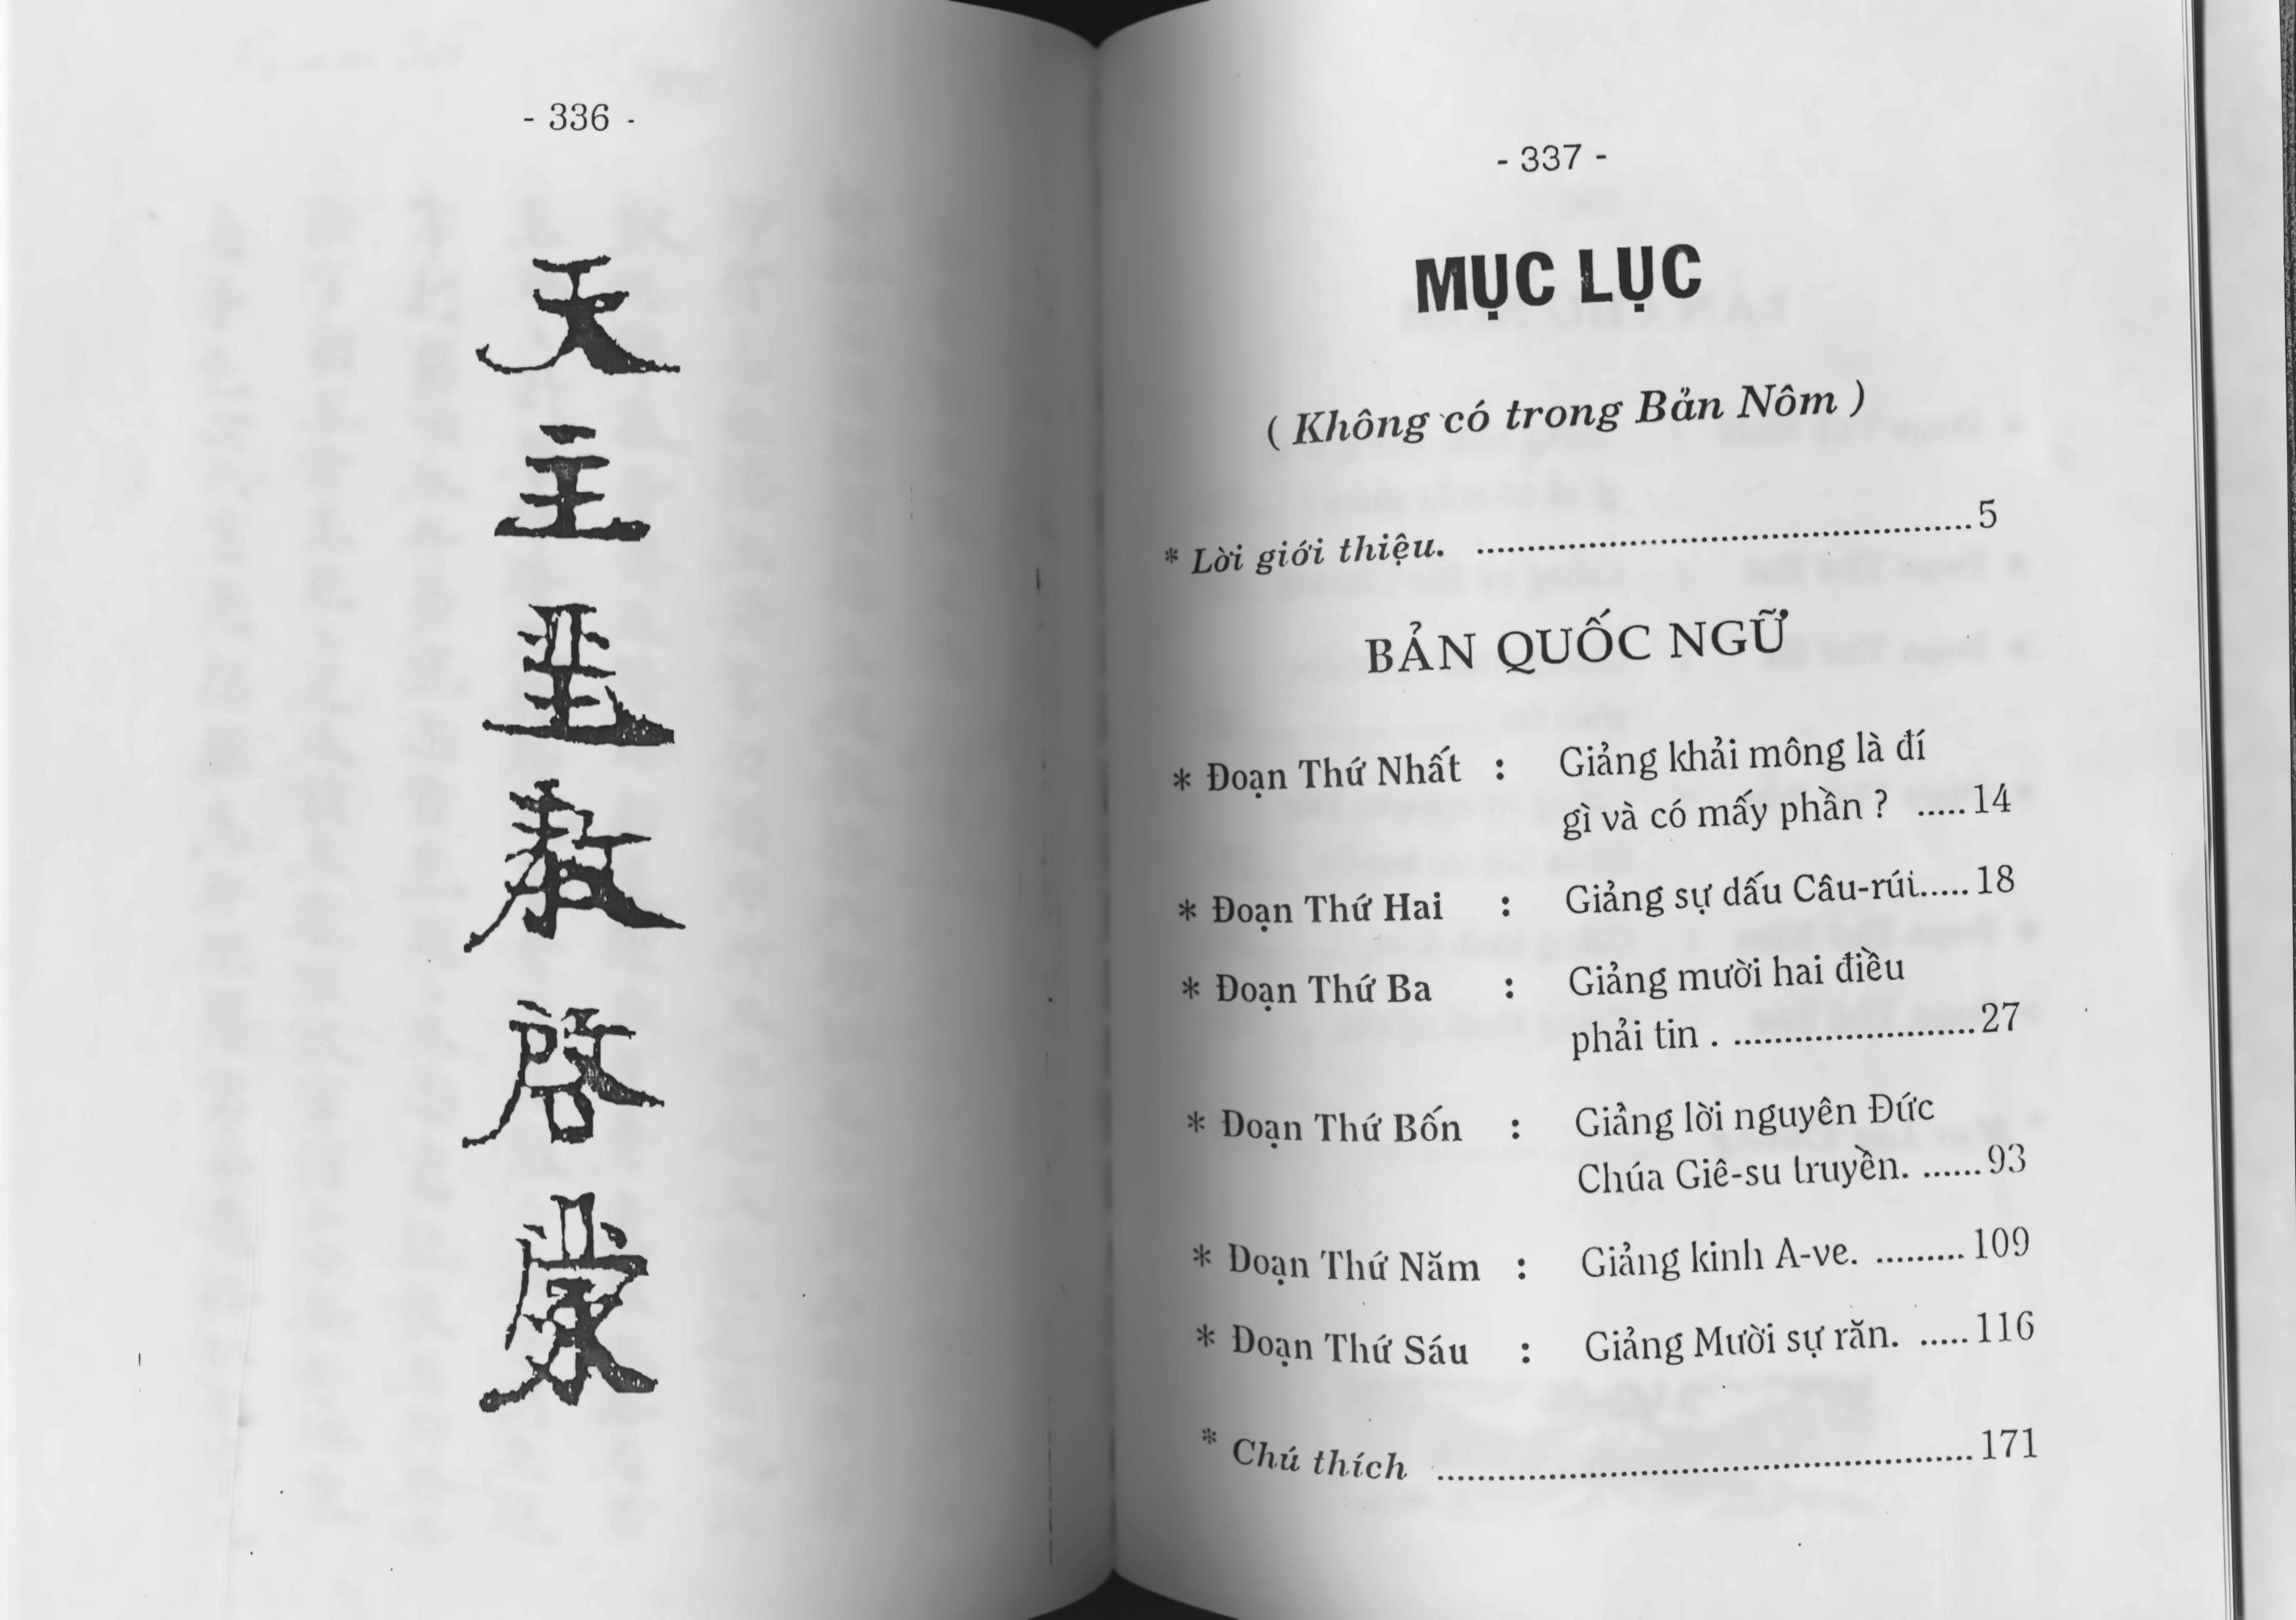 - 336 -
天主聖教啓蒙
- 337 -
MỤC LỤC
( Không có trong Bản Nôm )
* Lời giới thiệu. ................................................5
BẢN QUỐC NGỮ
* Đoạn Thứ Nhất : Giảng khải mông là đí
gì và có mấy phần ? .....14
* Đoạn Thứ Hai : Giảng sự dấu Câu-rúi.....18
* Đoạn Thứ Ba : Giảng mười hai điều
phải tin . ........................27
* Đoạn Thứ Bốn : Giảng lời nguyên Đức
Chúa Giê-su truyền. ......93
* Đoạn Thứ Năm : Giảng kinh A-ve. .........109
* Đoạn Thứ Sáu : Giảng Mười sự răn. .....116
* Chú thích .....................................................171